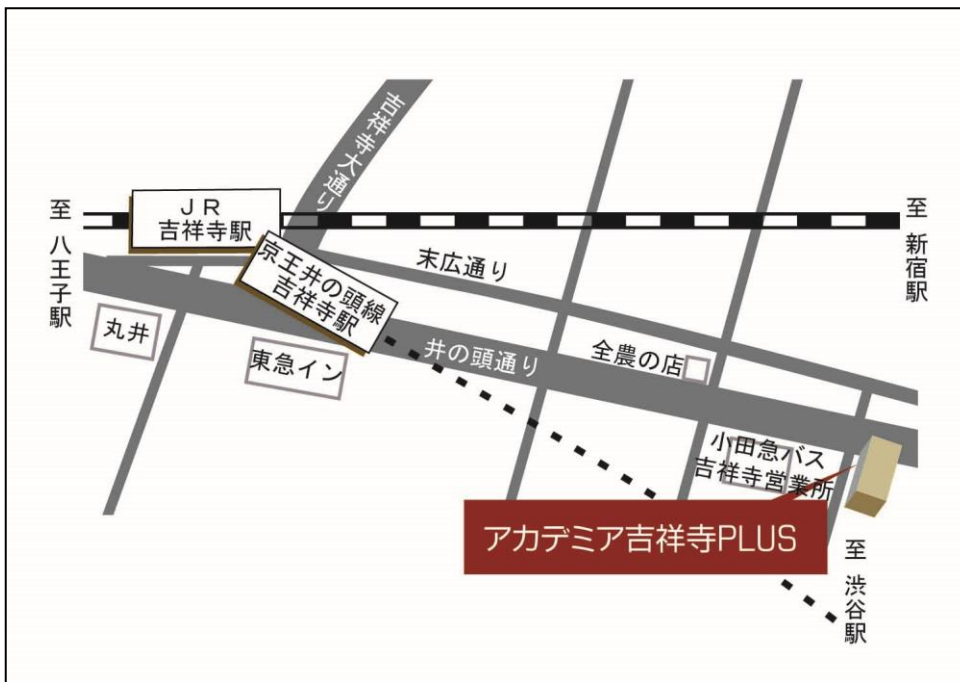 吉祥寺大通り
至 八王子駅
JR
吉祥寺駅
至 新宿駅
京王井の頭線
吉祥寺駅
末広通り
丸井
東急イン
井の頭通り
全農の店
小田急バス
吉祥寺営業所
アカデミア吉祥寺PLUS
至 渋谷駅